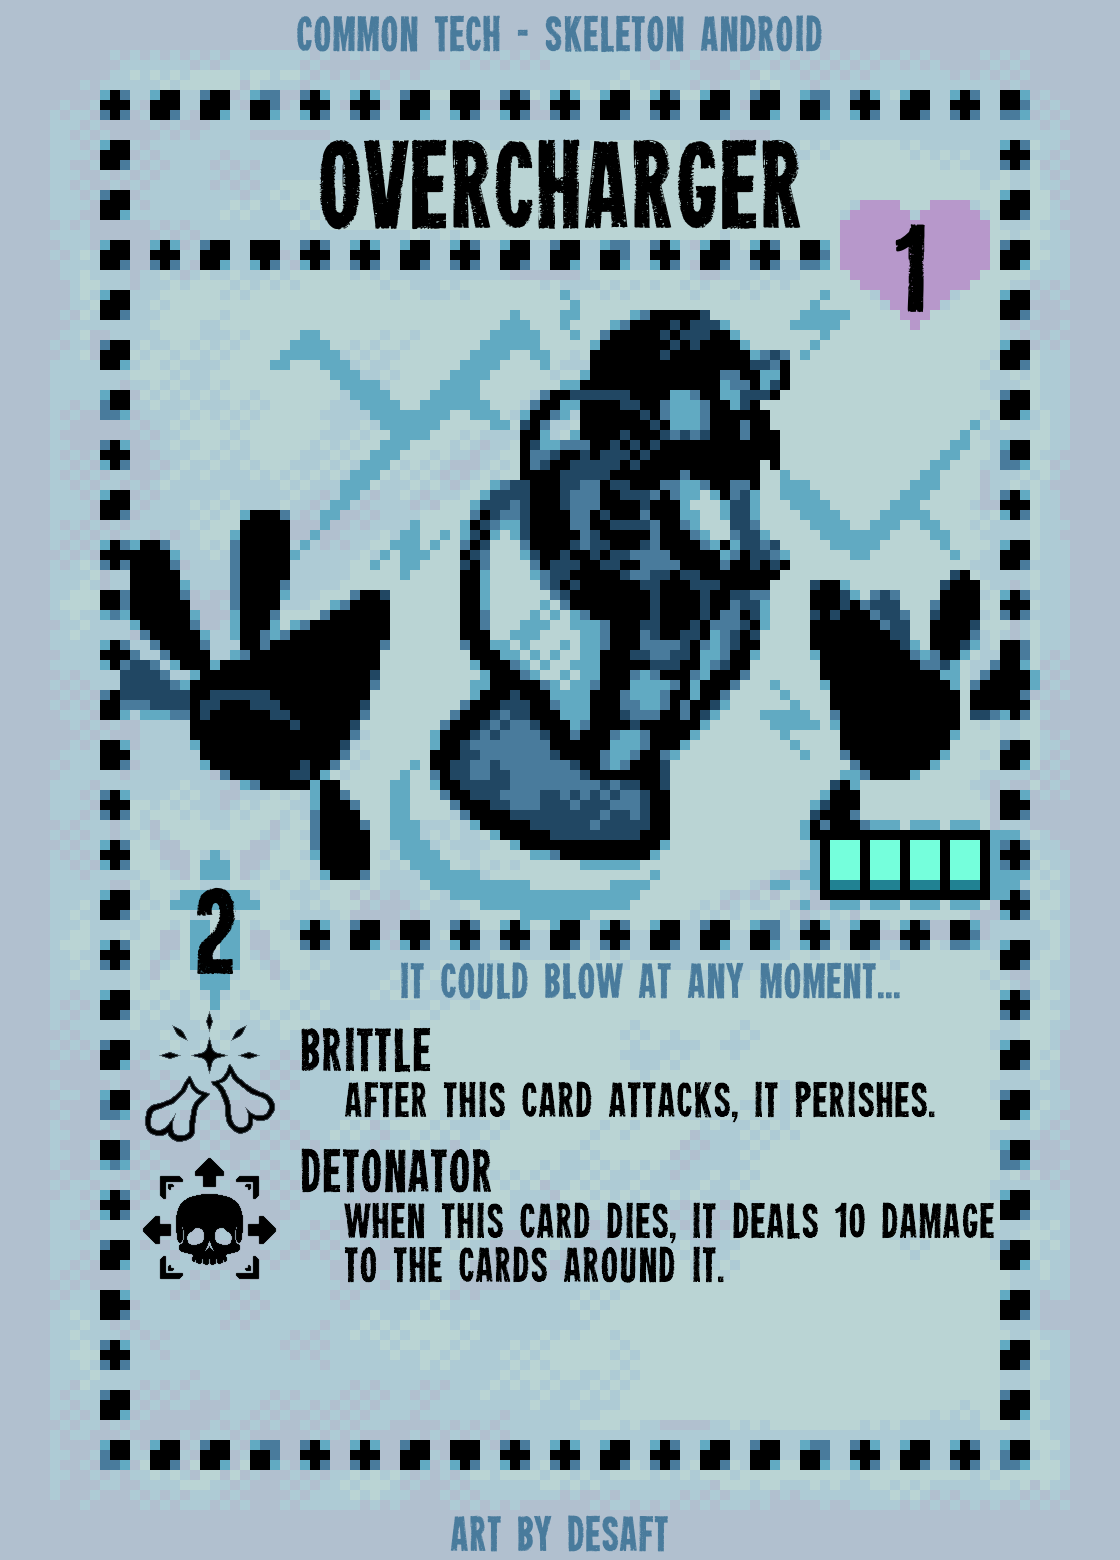 COMMON TECH - SKELETON ANDROID
OVERCHARGER
1
2
IT COULD BLOW AT ANY MOMENT...
BRITTLE
AFTER THIS CARD ATTACKS, IT PERISHES.
DETONATOR
WHEN THIS CARD DIES, IT DEALS 10 DAMAGE
TO THE CARDS AROUND IT.
ART BY DESAFT